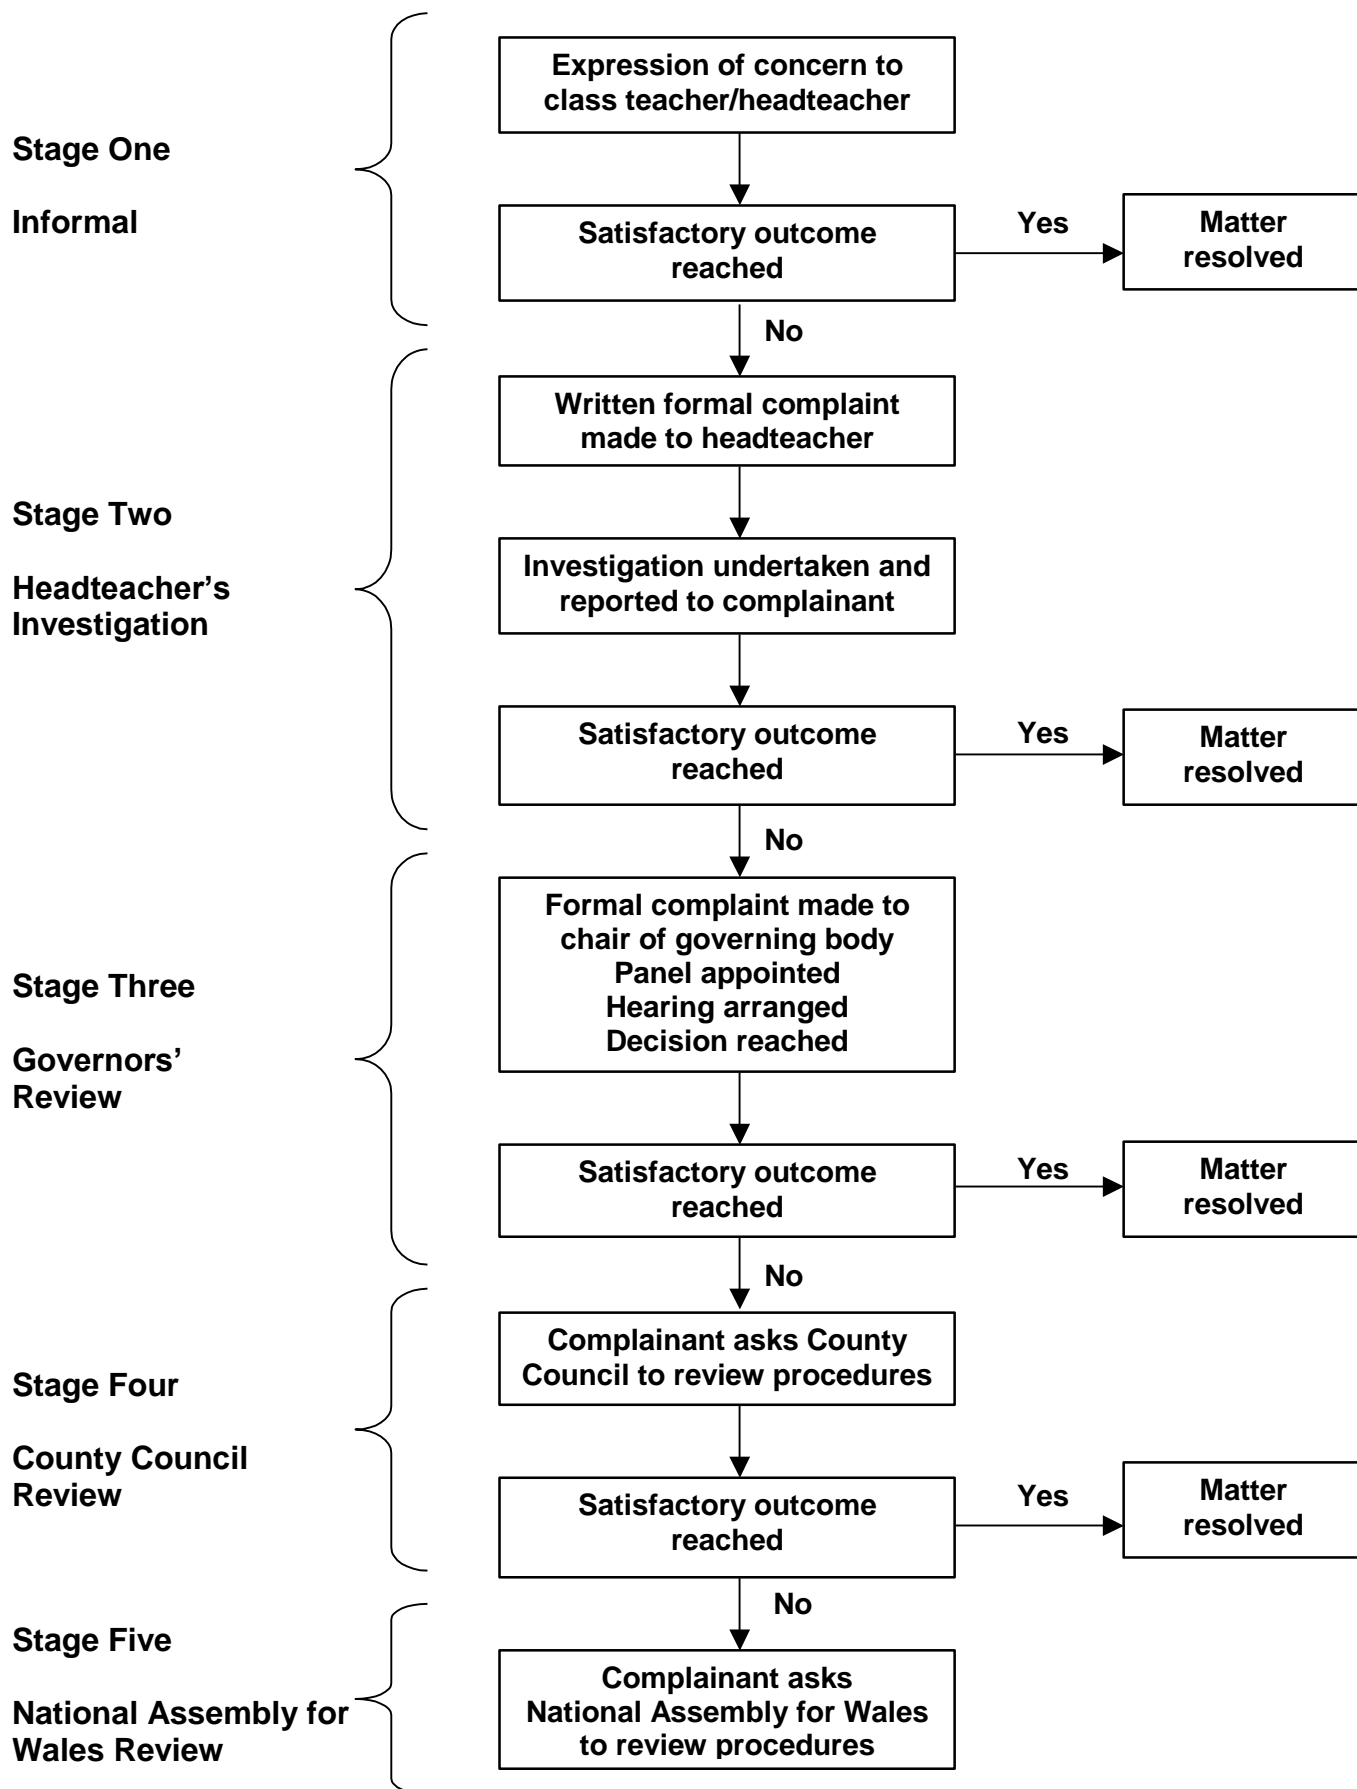 Expression of concern to
class teacher/headteacher
Stage One
Informal
Satisfactory outcome
reached
Yes
Matter
resolved
No
Written formal complaint
made to headteacher
Stage Two
Headteacher’s
Investigation
Investigation undertaken and
reported to complainant
Satisfactory outcome
reached
Yes
Matter
resolved
No
Formal complaint made to
chair of governing body
Panel appointed
Hearing arranged
Decision reached
Stage Three
Governors’
Review
Satisfactory outcome
reached
Yes
Matter
resolved
No
Complainant asks County
Council to review procedures
Stage Four
County Council
Review
Satisfactory outcome
reached
Yes
Matter
resolved
No
Stage Five
National Assembly for
Wales Review
Complainant asks
National Assembly for Wales
to review procedures